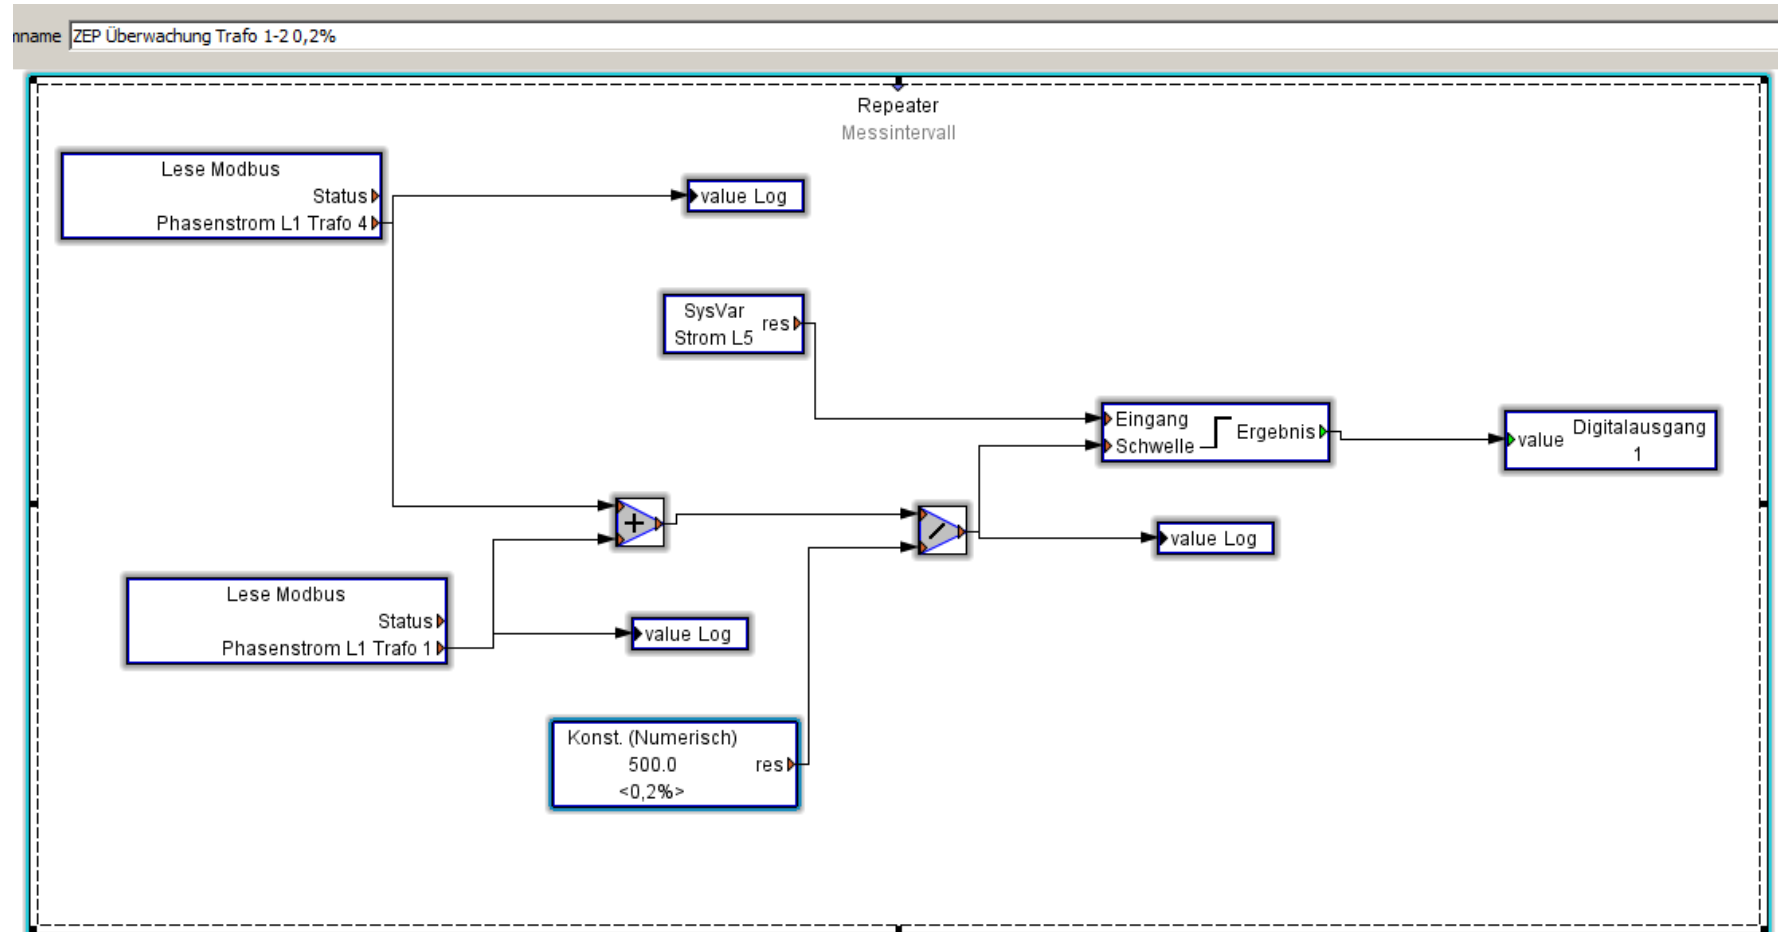 mname ZEP Überwachung Trafo 1-2 0,2%
Repeater
Messintervall
Lese Modbus
Status
Phasenstrom L1 Trafo 4
value Log
SysVar
Strom L5
res
Eingang
Schwelle
Ergebnis
value
Digitalausgang
1
+
/
value Log
Lese Modbus
Status
Phasenstrom L1 Trafo 1
value Log
Konst. (Numerisch)
500.0
res
<0,2%>